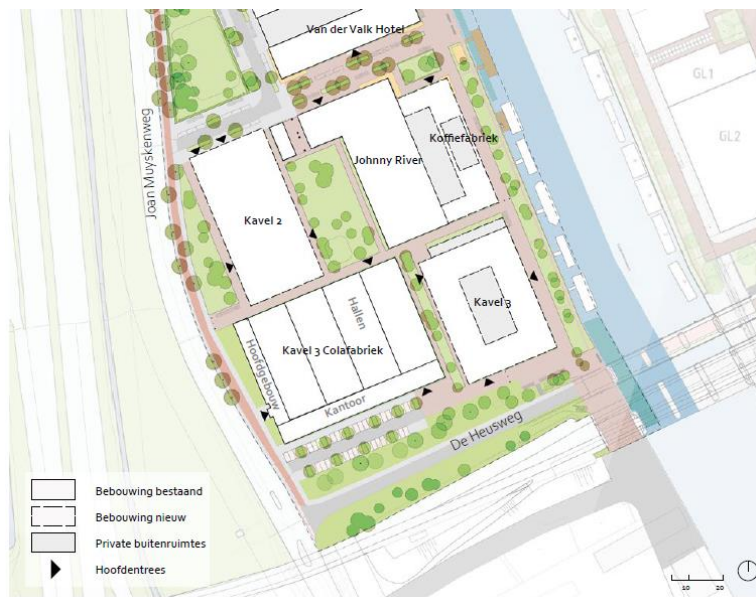 Van der Valk Hotel
GL1
GL2
Koffiefabriek
Johnny River
Joan Muyskenweg
Kavel 2
Kavel 3
Hallen
Kavel 3 Colafabriek
Hoofdgebouw
Kantoor
De Heusweg
Bebouwing bestaand
Bebouwing nieuw
Private buitenruimtes
Hoofdentrees
10 20